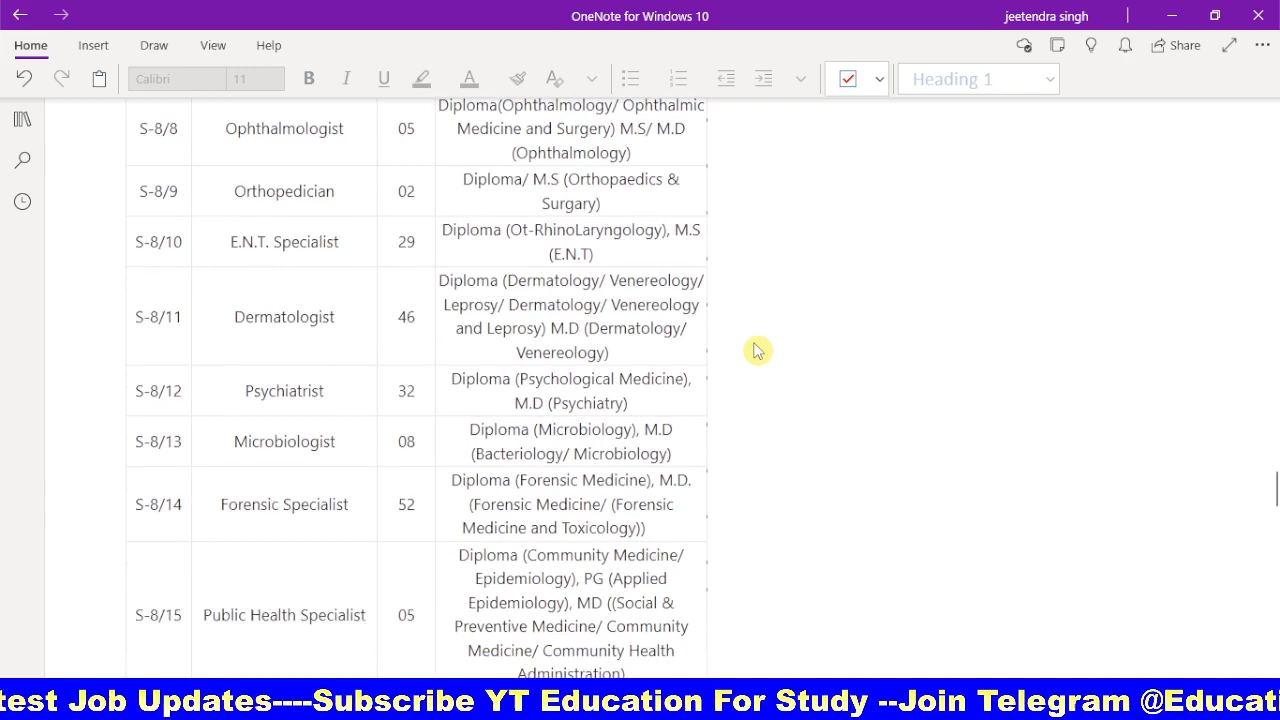 OneNote for Windows 10
jeetendra singh
Home
Insert
Draw
View
Help
Share
Calibri
11
B
I
U
A
Heading 1
Diploma(Ophthalmology/ Ophthalmic
S-8/8 Ophthalmologist 05 Medicine and Surgery) M.S/ M.D
(Ophthalmology)
S-8/9 Orthopedician 02 Diploma/ M.S (Orthopaedics &
Surgary)
S-8/10 E.N.T. Specialist 29 Diploma (Ot-RhinoLaryngology), M.S
(E.N.T)
Diploma (Dermatology/ Venereology/
Leprosy/ Dermatology/ Venereology
S-8/11 Dermatologist 46 and Leprosy) M.D (Dermatology/
Venereology)
S-8/12 Psychiatrist 32 Diploma (Psychological Medicine),
M.D (Psychiatry)
S-8/13 Microbiologist 08 Diploma (Microbiology), M.D
(Bacteriology/ Microbiology)
Diploma (Forensic Medicine), M.D.
S-8/14 Forensic Specialist 52 (Forensic Medicine/ (Forensic
Medicine and Toxicology))
Diploma (Community Medicine/
Epidemiology), PG (Applied
Epidemiology), MD ((Social &
S-8/15 Public Health Specialist 05 Preventive Medicine/ Community
Medicine/ Community Health
Administration)
test Job Updates----Subscribe YT Education For Study --Join Telegram @Educati